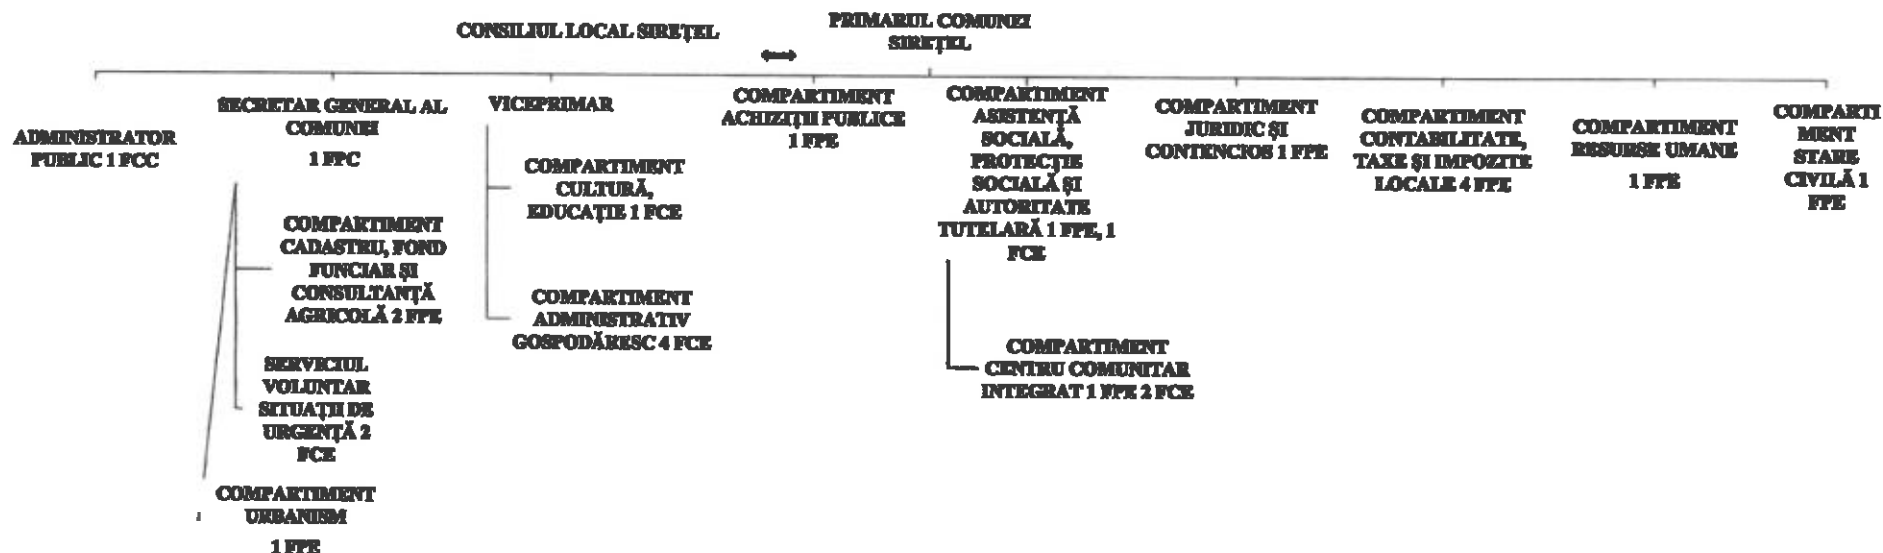 CONSILIUL LOCAL SIREȚEL
PRIMARUL COMUNEI
SIREȚEL
ADMINISTRATOR
PUBLIC 1 FCC
SECRETAR GENERAL AL
COMUNEI
1 FPC
COMPARTIMENT
CADASTRU, FOND
FUNCIAR ȘI
CONSULTANȚĂ
AGRICOLĂ 2 FPE
SERVICIUL
VOLUNTAR
SITUAȚII DE
URGENȚĂ 2
FCE
COMPARTIMENT
URBANISM
1 FPE
VICEPRIMAR
COMPARTIMENT
CULTURĂ,
EDUCAȚIE 1 FCE
COMPARTIMENT
ADMINISTRATIV
GOSPODĂRESC 4 FCE
COMPARTIMENT
ACHIZIȚII PUBLICE
1 FPE
COMPARTIMENT
ASISTENȚĂ
SOCIALĂ,
PROTECȚIE
SOCIALĂ ȘI
AUTORITATE
TUTELARĂ 1 FPE, 1
FCE
COMPARTIMENT
CENTRU COMUNITAR
INTEGRAT 1 FPE 2 FCE
COMPARTIMENT
JURIDIC ȘI
CONTENCIOS 1 FPE
COMPARTIMENT
CONTABILITATE,
TAXE ȘI IMPOZITE
LOCALE 4 FPE
COMPARTIMENT
RESURSE UMANE
1 FPE
COMPARTI
MENT
STARE
CIVILĂ 1
FPE